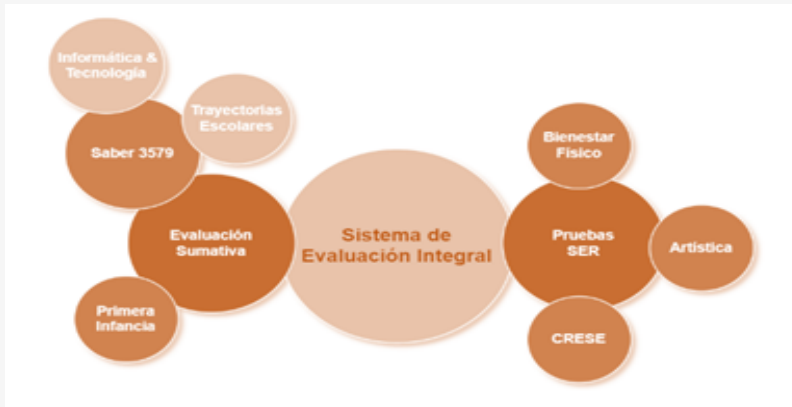 Informática &
Tecnología
Trayectorias
Escolares
Saber 3579
Evaluación
Sumativa
Primera
Infancia
Sistema de
Evaluación Integral
Bienestar
Físico
Pruebas
SER
Artística
CRESE